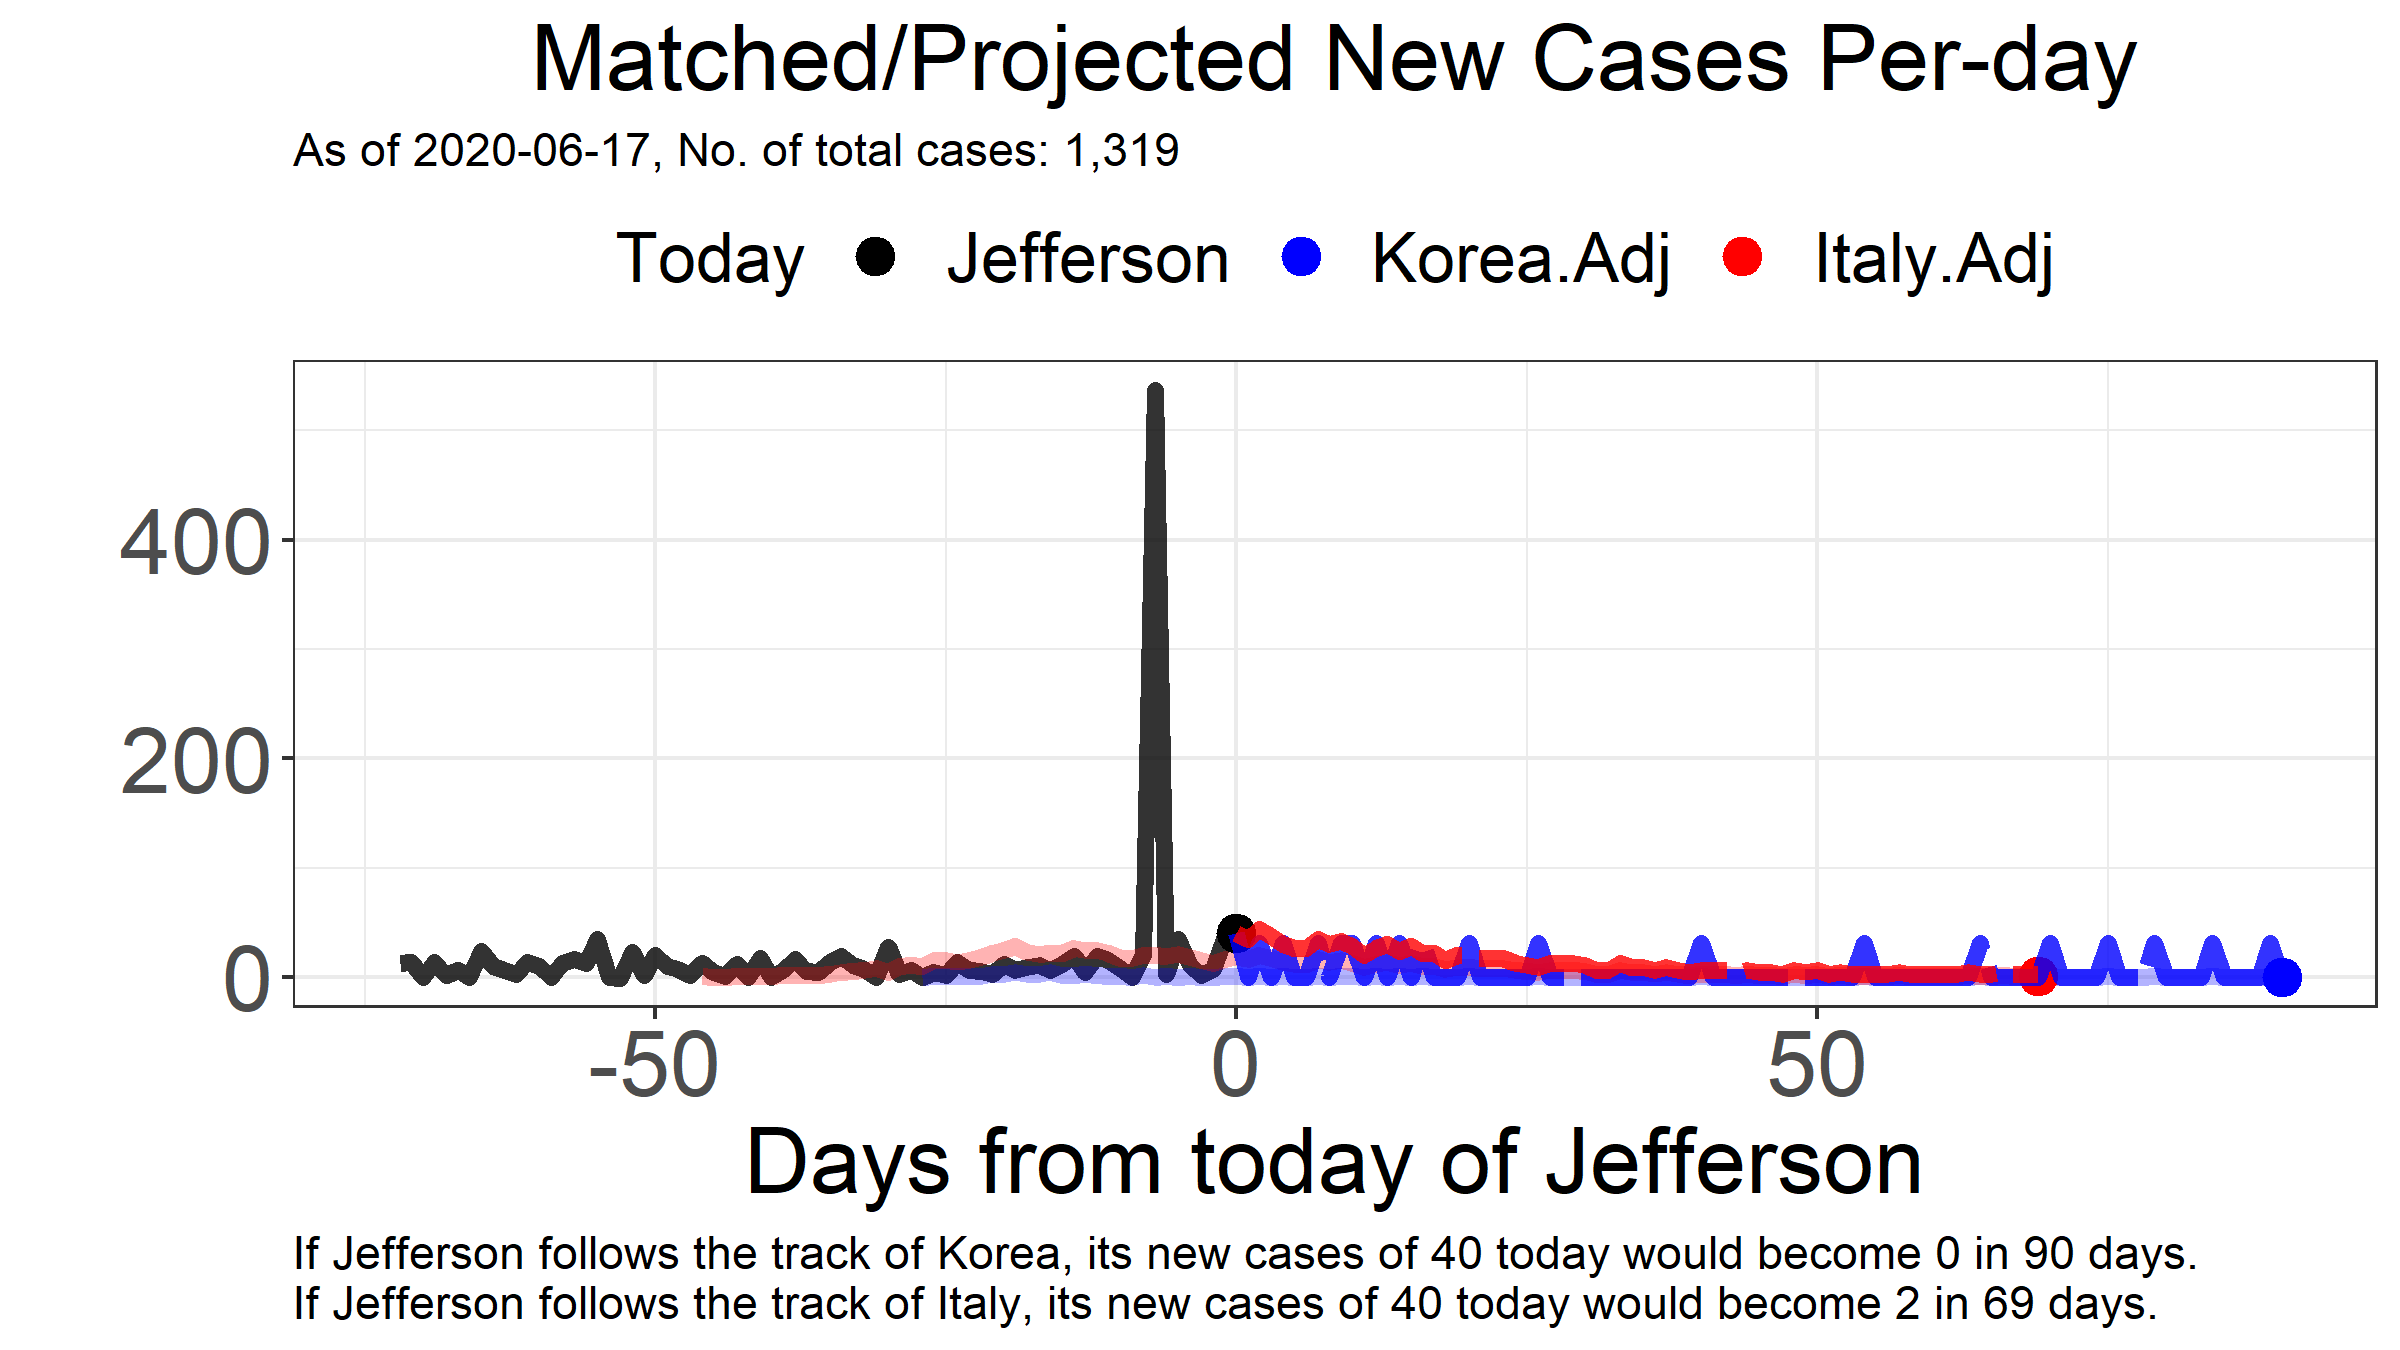 Matched/Projected New Cases Per-day
As of 2020-06-17, No. of total cases: 1,319
Today Jefferson Korea.Adj Italy.Adj
400
200
0
-50 0 50
Days from today of Jefferson
If Jefferson follows the track of Korea, its new cases of 40 today would become 0 in 90 days.
If Jefferson follows the track of Italy, its new cases of 40 today would become 2 in 69 days.